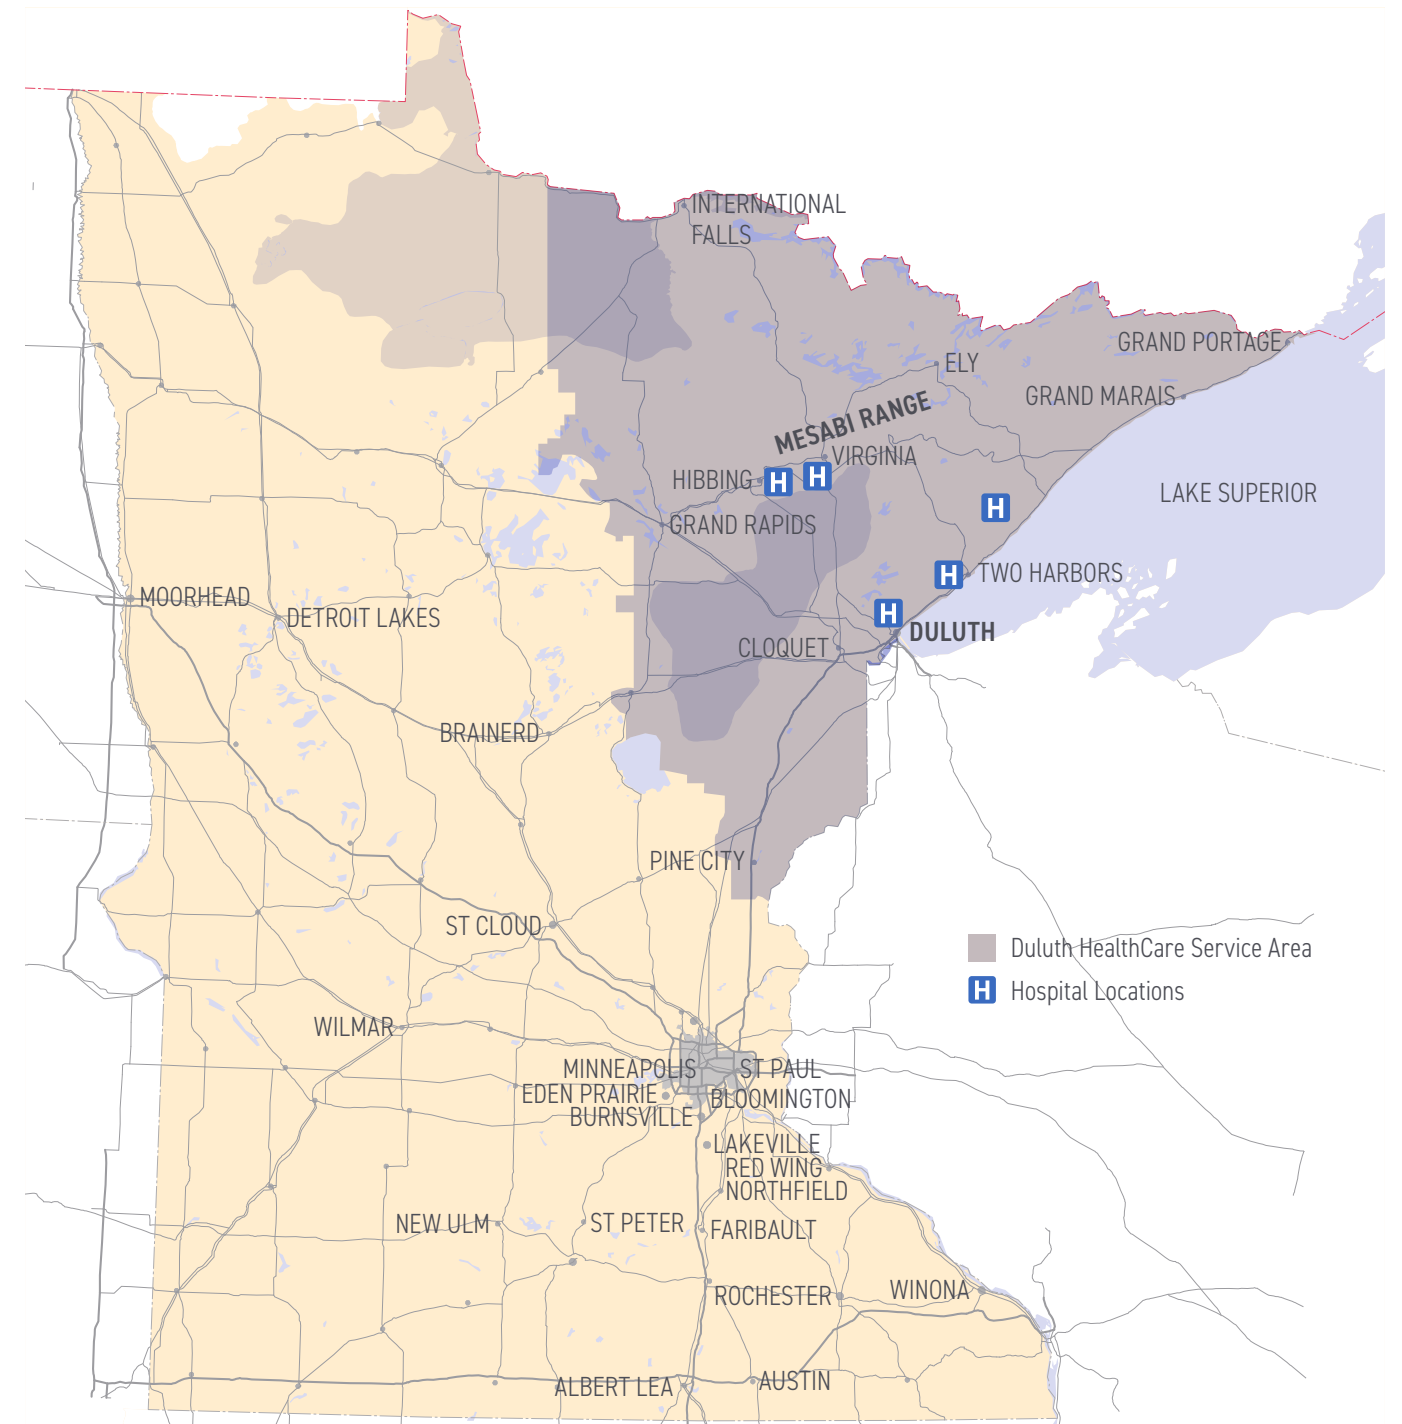 INTERNATIONAL
FALLS
GRAND PORTAGE
ELY
GRAND MARAIS
MESABI RANGE
VIRGINIA
HIBBING
H
H
LAKE SUPERIOR
H
GRAND RAPIDS
TWO HARBORS
H
MOORHEAD
DETROIT LAKES
H
DULUTH
CLOQUET
BRAINERD
PINE CITY
ST CLOUD
Duluth HealthCare Service Area
H Hospital Locations
WILMAR
MINNEAPOLIS
ST PAUL
EDEN PRAIRIE
BLOOMINGTON
BURNSVILLE
LAKEVILLE
RED WING
NORTHFIELD
NEW ULM
ST PETER
FARIBAULT
ROCHESTER
WINONA
ALBERT LEA
AUSTIN